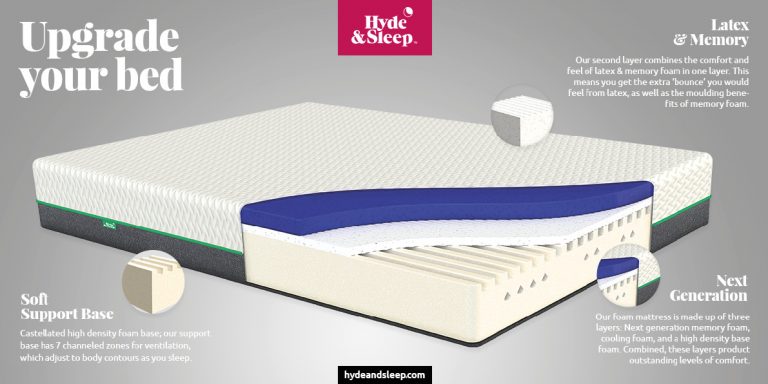 Upgrade
your bed
Hyde
& Sleep™
Latex
& Memory
Our second layer combines the comfort and
feel of latex & memory foam in one layer. This
means you get the extra ‘bounce’ you would
feel from latex, as well as the moulding bene-
fits of memory foam.
Soft
Support Base
Castellated high density foam base; our support
base has 7 channeled zones for ventilation,
which adjust to body contours as you sleep.
Next
Generation
Our foam mattress is made up of three
layers: Next generation memory foam,
cooling foam, and a high density base
foam. Combined, these layers product
outstanding levels of comfort.
hydeandsleep.com